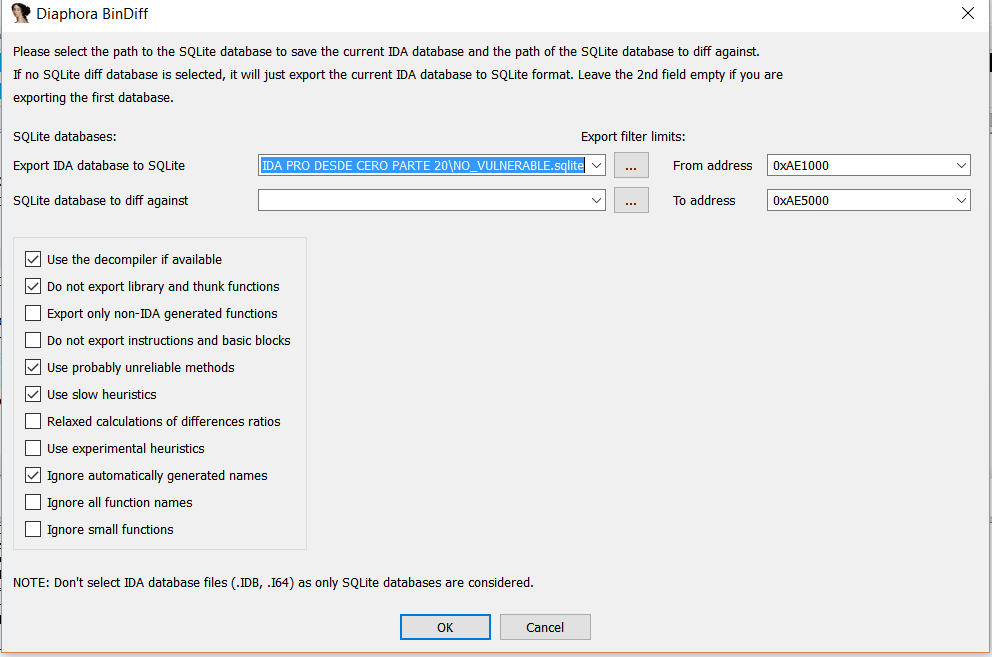 Diaphora BinDiff
Please select the path to the SQLite database to save the current IDA database and the path of the SQLite database to diff against.
If no SQLite diff database is selected, it will just export the current IDA database to SQLite format. Leave the 2nd field empty if you are
exporting the first database.
SQLite databases: Export filter limits:
Export IDA database to SQLite IDA PRO DESDE CERO PARTE 20\NO_VULNERABLE.sqlite ... From address 0xAE1000
SQLite database to diff against ... To address 0xAE5000
Use the decompiler if available
Do not export library and thunk functions
Export only non-IDA generated functions
Do not export instructions and basic blocks
Use probably unreliable methods
Use slow heuristics
Relaxed calculations of differences ratios
Use experimental heuristics
Ignore automatically generated names
Ignore all function names
Ignore small functions
NOTE: Don't select IDA database files (.IDB, .I64) as only SQLite databases are considered.
OK Cancel